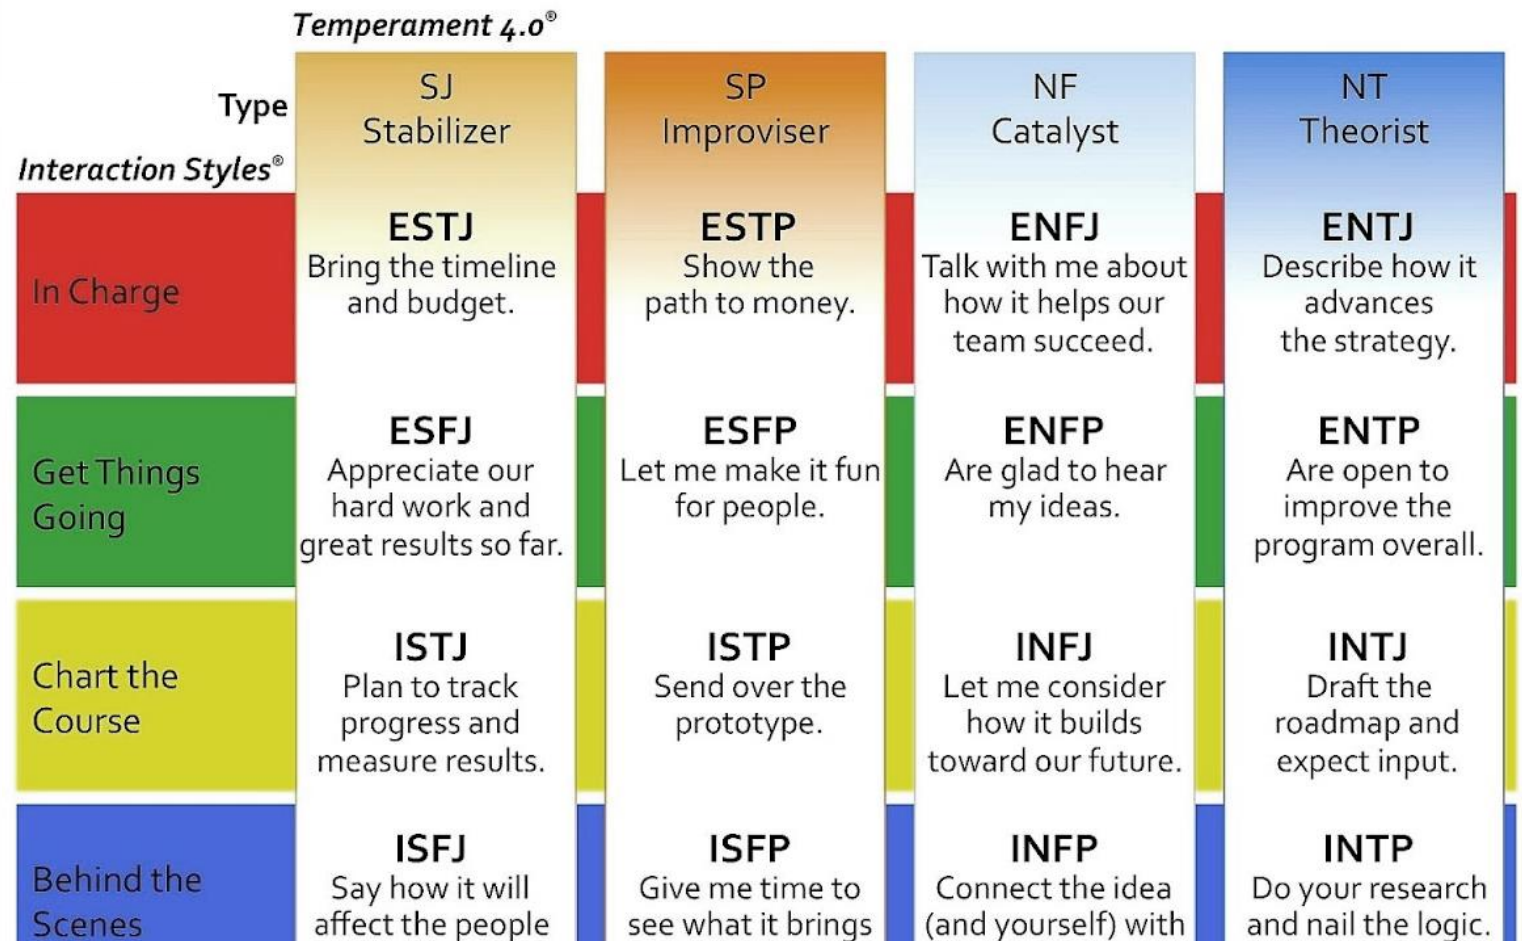 Temperament 4.0®
Type
SJ
Stabilizer
SP
Improviser
NF
Catalyst
NT
Theorist
Interaction Styles®
In Charge
ESTJ
Bring the timeline
and budget.
ESTP
Show the
path to money.
ENFJ
Talk with me about
how it helps our
team succeed.
ENTJ
Describe how it
advances
the strategy.
Get Things
Going
ESFJ
Appreciate our
hard work and
great results so far.
ESFP
Let me make it fun
for people.
ENFP
Are glad to hear
my ideas.
ENTP
Are open to
improve the
program overall.
Chart the
Course
ISTJ
Plan to track
progress and
measure results.
ISTP
Send over the
prototype.
INFJ
Let me consider
how it builds
toward our future.
INTJ
Draft the
roadmap and
expect input.
Behind the
Scenes
ISFJ
Say how it will
affect the people
ISFP
Give me time to
see what it brings
INFP
Connect the idea
(and yourself) with
INTP
Do your research
and nail the logic.